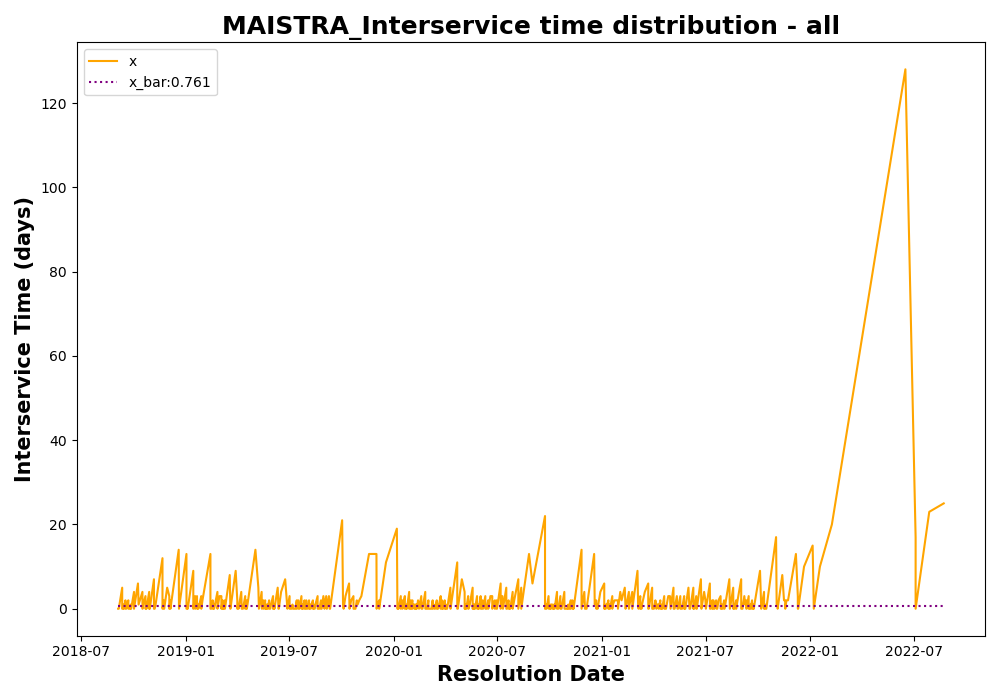 MAISTRA_Interservice time distribution - all
x
x_bar:0.761
Interservice Time (days)
120
100
80
60
40
20
0
2018-07 2019-01 2019-07 2020-01 2020-07 2021-01 2021-07 2022-01 2022-07
Resolution Date